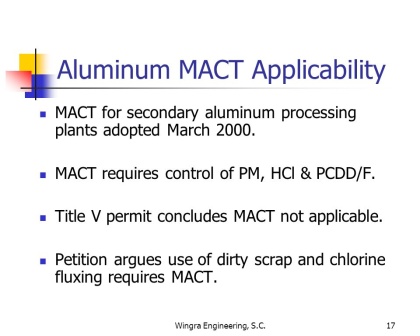 Aluminum MACT Applicability
MACT for secondary aluminum processing
plants adopted March 2000.
MACT requires control of PM, HCl & PCDD/F.
Title V permit concludes MACT not applicable.
Petition argues use of dirty scrap and chlorine
fluxing requires MACT.
Wingra Engineering, S.C.
17